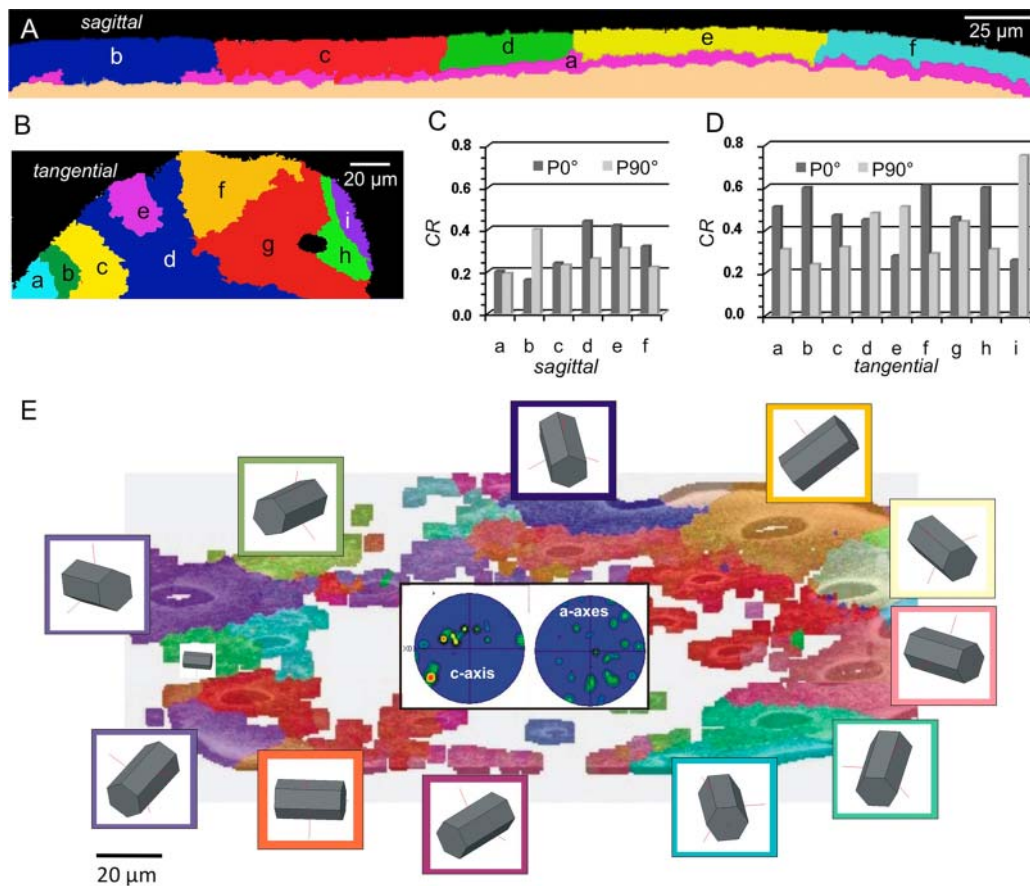 A
sagittal
25 µm
b
c
d
e
f
a
B
tangential
20 µm
a
b
c
d
e
f
g
h
i
C
CR
0.8
0.6
0.4
0.2
0.0
P0° P90°
a b c d e f
sagittal
D
CR
0.8
0.6
0.4
0.2
0.0
P0° P90°
a b c d e f g h i
tangential
E
c-axis
a-axes
20 µm